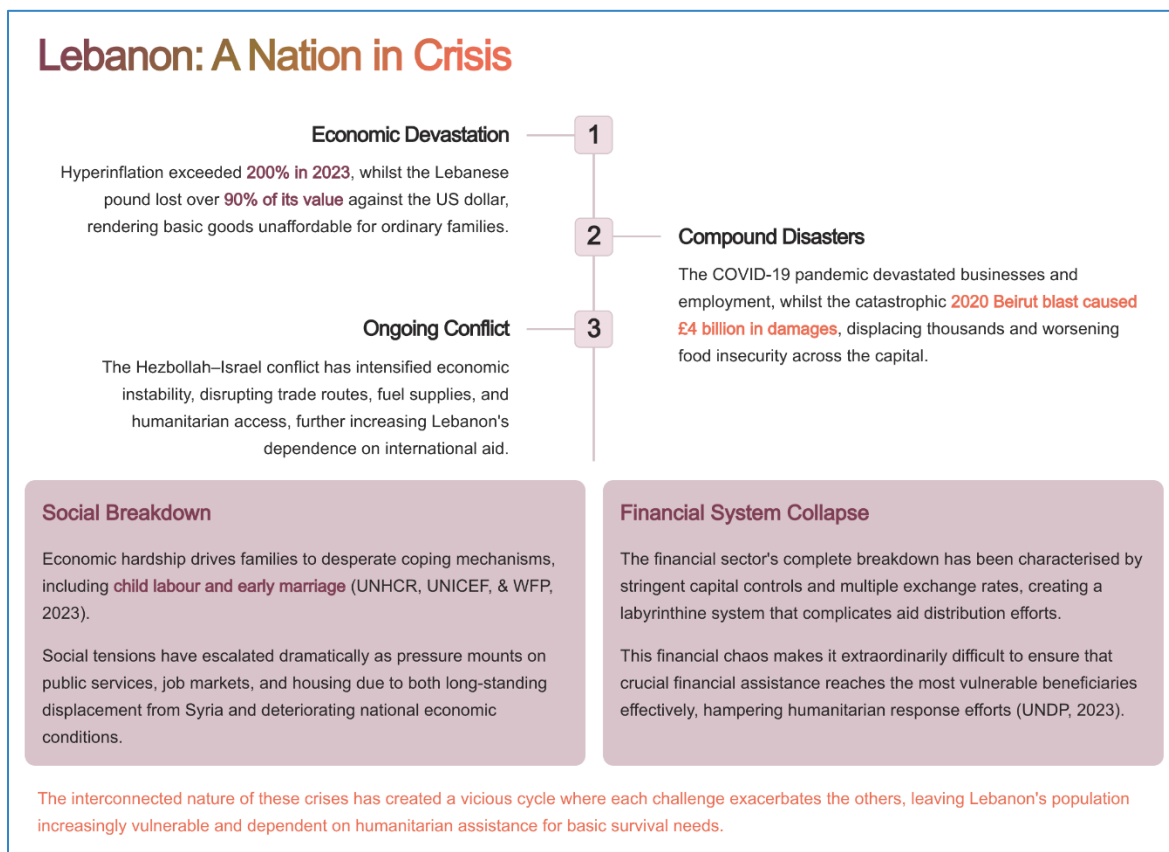 Lebanon: A Nation in Crisis
Economic Devastation
1
Hyperinflation exceeded 200% in 2023, whilst the Lebanese
pound lost over 90% of its value against the US dollar,
rendering basic goods unaffordable for ordinary families.
2
Compound Disasters
The COVID-19 pandemic devastated businesses and
employment, whilst the catastrophic 2020 Beirut blast caused
£4 billion in damages, displacing thousands and worsening
food insecurity across the capital.
Ongoing Conflict
3
The Hezbollah–Israel conflict has intensified economic
instability, disrupting trade routes, fuel supplies, and
humanitarian access, further increasing Lebanon's
dependence on international aid.
Social Breakdown
Economic hardship drives families to desperate coping mechanisms,
including child labour and early marriage (UNHCR, UNICEF, & WFP,
2023).
Social tensions have escalated dramatically as pressure mounts on
public services, job markets, and housing due to both long-standing
displacement from Syria and deteriorating national economic
conditions.
Financial System Collapse
The financial sector's complete breakdown has been characterised by
stringent capital controls and multiple exchange rates, creating a
labyrinthine system that complicates aid distribution efforts.
This financial chaos makes it extraordinarily difficult to ensure that
crucial financial assistance reaches the most vulnerable beneficiaries
effectively, hampering humanitarian response efforts (UNDP, 2023).
The interconnected nature of these crises has created a vicious cycle where each challenge exacerbates the others, leaving Lebanon's population
increasingly vulnerable and dependent on humanitarian assistance for basic survival needs.